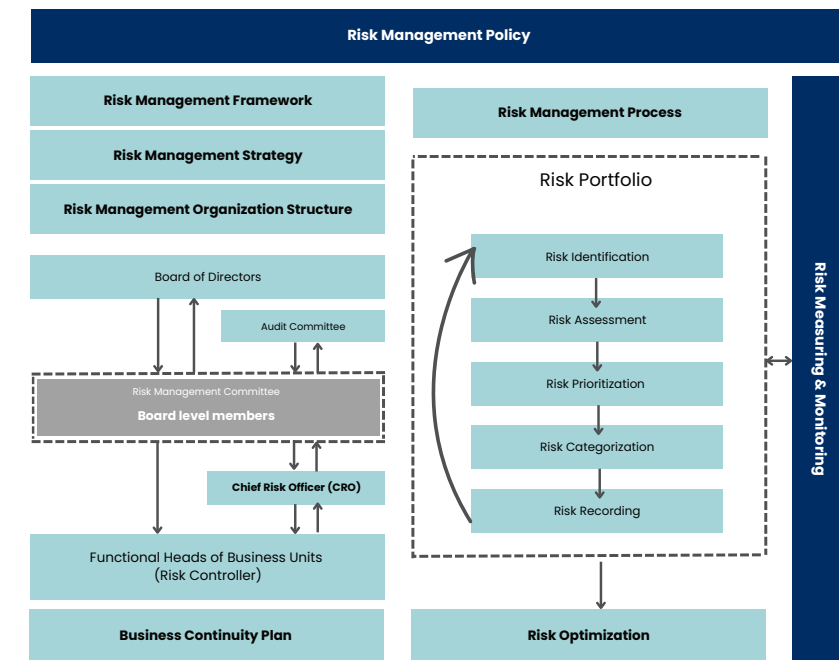 Risk Management Policy
Risk Management Framework
Risk Management Strategy
Risk Management Organization Structure
Board of Directors
Audit Committee
Risk Management Committee
Board level members
Chief Risk Officer (CRO)
Functional Heads of Business Units
(Risk Controller)
Business Continuity Plan
Risk Management Process
Risk Portfolio
Risk Identification
Risk Assessment
Risk Prioritization
Risk Categorization
Risk Recording
Risk Optimization
Risk Measuring & Monitoring